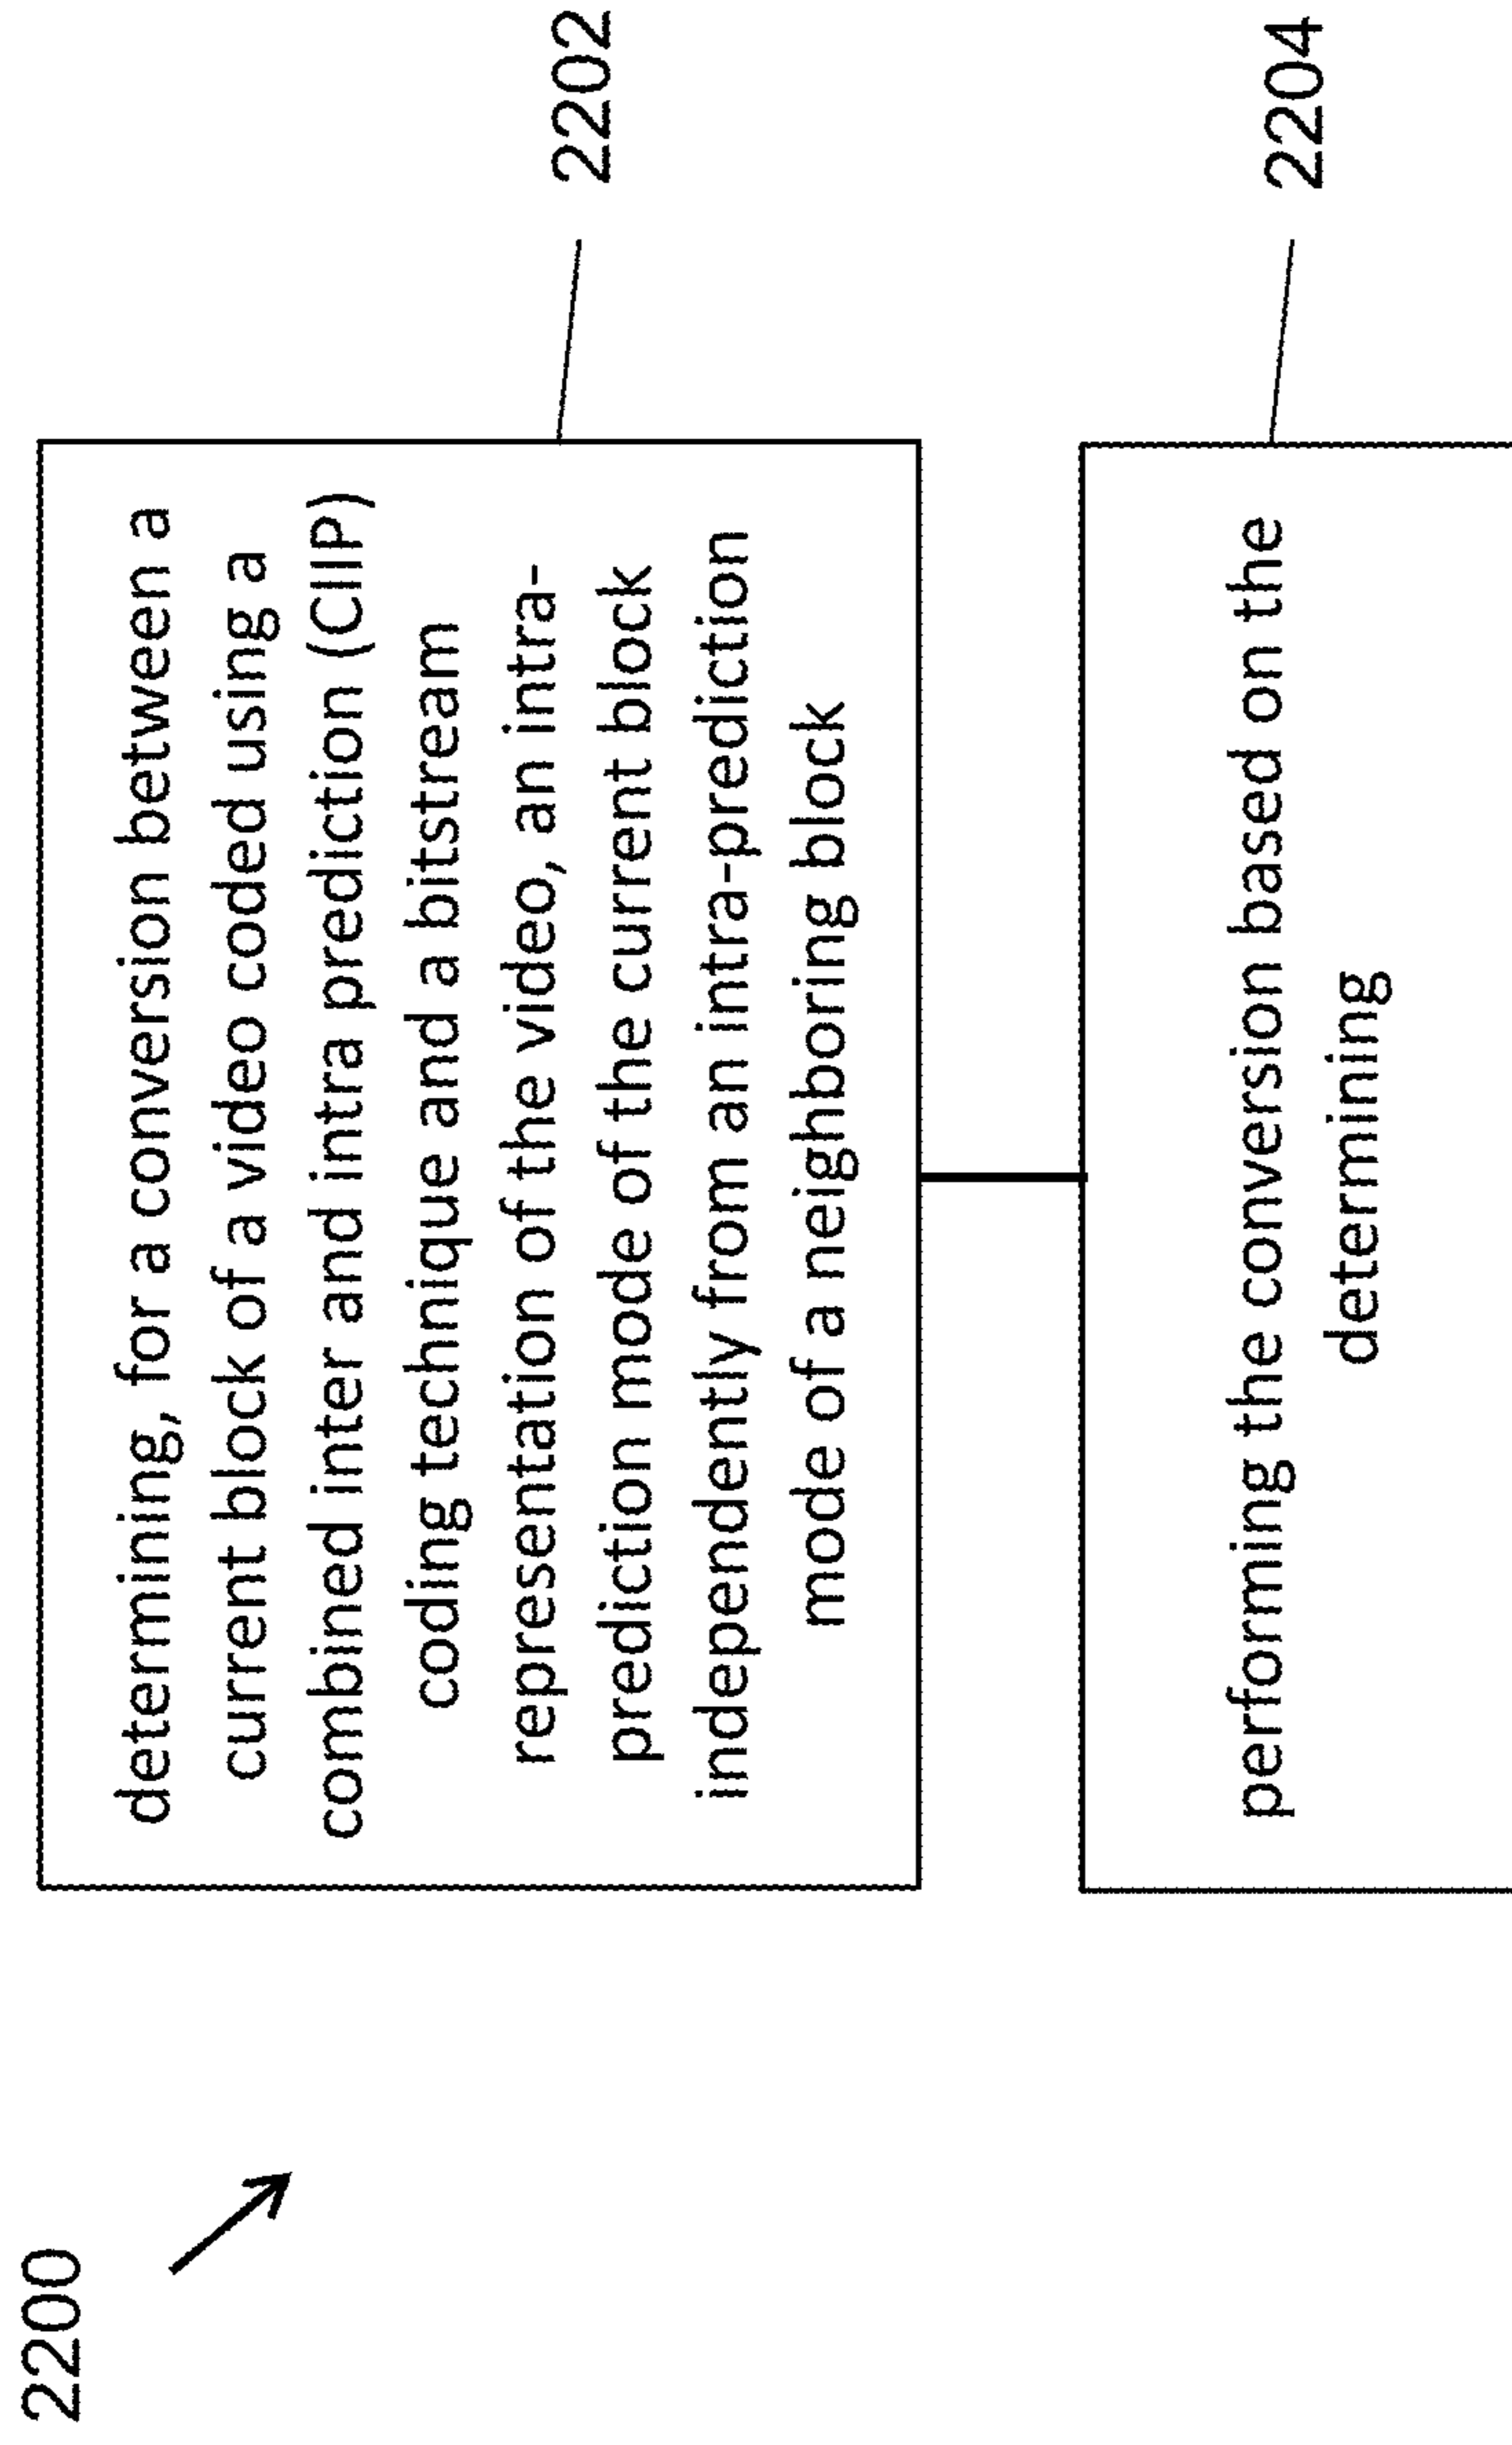 2200
determining, for a conversion between a
current block of a video coded using a
combined inter and intra prediction (CIIP)
coding technique and a bitstream
representation of the video, an intra-
prediction mode of the current block
independently from an intra-prediction
mode of a neighboring block
2202
performing the conversion based on the
determining
2204